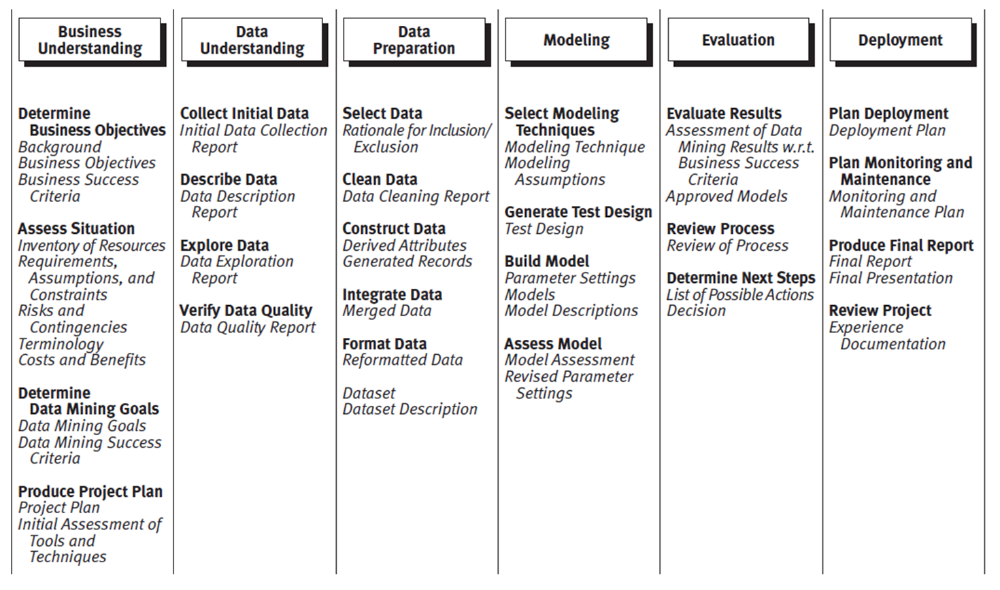 Business
Understanding
Determine
Business Objectives
Background
Business Objectives
Business Success
Criteria
Assess Situation
Inventory of Resources
Requirements,
Assumptions, and
Constraints
Risks and
Contingencies
Terminology
Costs and Benefits
Determine
Data Mining Goals
Data Mining Goals
Data Mining Success
Criteria
Produce Project Plan
Project Plan
Initial Assessment of
Tools and
Techniques
Data
Understanding
Collect Initial Data
Initial Data Collection
Report
Describe Data
Data Description
Report
Explore Data
Data Exploration
Report
Verify Data Quality
Data Quality Report
Data
Preparation
Select Data
Rationale for Inclusion/
Exclusion
Clean Data
Data Cleaning Report
Construct Data
Derived Attributes
Generated Records
Integrate Data
Merged Data
Format Data
Reformatted Data
Dataset
Dataset Description
Modeling
Select Modeling
Techniques
Modeling Technique
Modeling
Assumptions
Generate Test Design
Test Design
Build Model
Parameter Settings
Models
Model Descriptions
Assess Model
Model Assessment
Revised Parameter
Settings
Evaluation
Evaluate Results
Assessment of Data
Mining Results w.r.t.
Business Success
Criteria
Approved Models
Review Process
Review of Process
Determine Next Steps
List of Possible Actions
Decision
Deployment
Plan Deployment
Deployment Plan
Plan Monitoring and
Maintenance
Monitoring and
Maintenance Plan
Produce Final Report
Final Report
Final Presentation
Review Project
Experience
Documentation